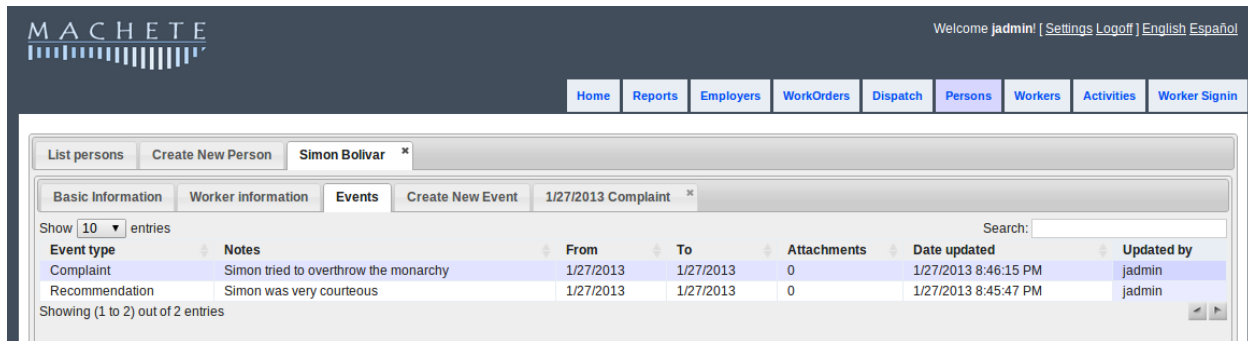 MACHETE
Welcome jadmin! [ Settings Logoff ] English Español
Home Reports Employers WorkOrders Dispatch Persons Workers Activities Worker Signin
List persons Create New Person Simon Bolivar ×
Basic Information Worker information Events Create New Event 1/27/2013 Complaint ×
Show 10 entries Search:
Event type Notes From To Attachments Date updated Updated by
Complaint Simon tried to overthrow the monarchy 1/27/2013 1/27/2013 0 1/27/2013 8:46:15 PM jadmin
Recommendation Simon was very courteous 1/27/2013 1/27/2013 0 1/27/2013 8:45:47 PM jadmin
Showing (1 to 2) out of 2 entries